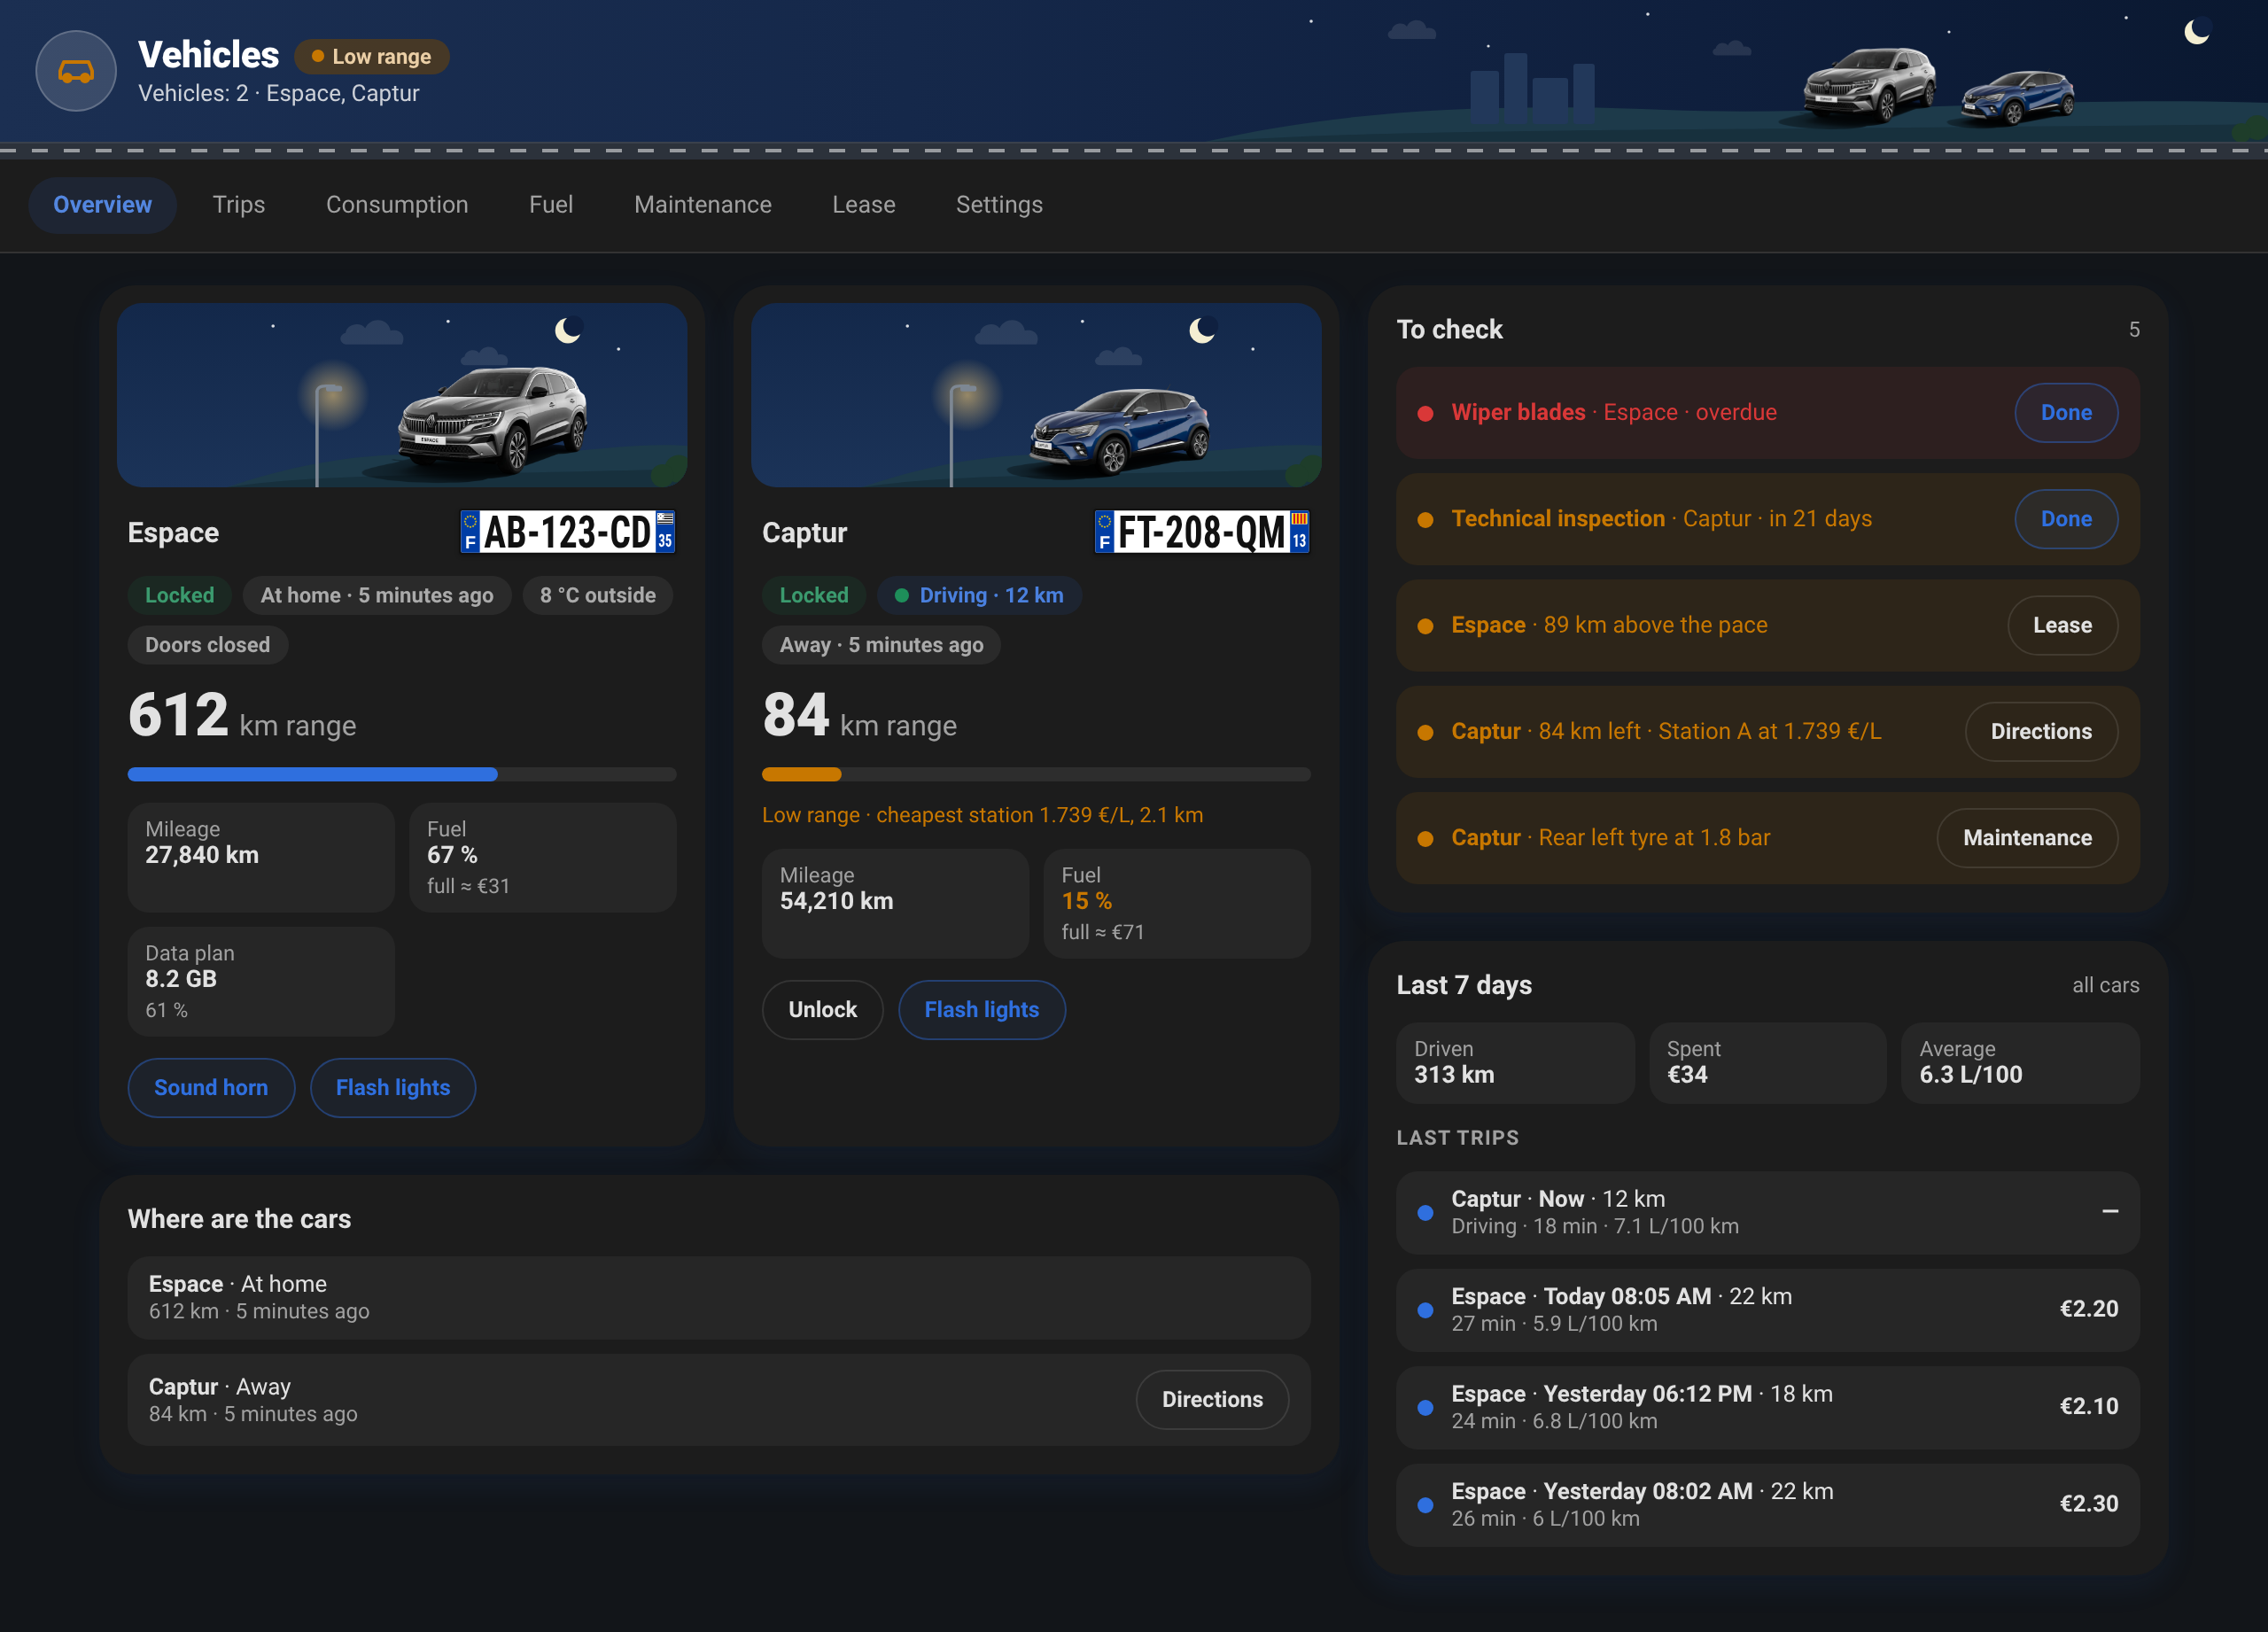 Vehicles
Low range
Vehicles: 2 · Espace, Captur
Overview
Trips
Consumption
Fuel
Maintenance
Lease
Settings
ESPACE
Espace
F AB-123-CD 35
Locked
At home · 5 minutes ago
8 °C outside
Doors closed
612 km range
Mileage
27,840 km
Fuel
67 %
full ≈ €31
Data plan
8.2 GB
61 %
Sound horn
Flash lights
CAPTUR
Captur
F FT-208-QM 13
Locked
Driving · 12 km
Away · 5 minutes ago
84 km range
Low range · cheapest station 1.739 €/L, 2.1 km
Mileage
54,210 km
Fuel
15 %
full ≈ €71
Unlock
Flash lights
Where are the cars
Espace · At home
612 km · 5 minutes ago
Captur · Away
84 km · 5 minutes ago
Directions
To check
5
Wiper blades · Espace · overdue
Done
Technical inspection · Captur · in 21 days
Done
Espace · 89 km above the pace
Lease
Captur · 84 km left · Station A at 1.739 €/L
Directions
Captur · Rear left tyre at 1.8 bar
Maintenance
Last 7 days
all cars
Driven
313 km
Spent
€34
Average
6.3 L/100
LAST TRIPS
Captur · Now · 12 km
Driving · 18 min · 7.1 L/100 km
–
Espace · Today 08:05 AM · 22 km
27 min · 5.9 L/100 km
€2.20
Espace · Yesterday 06:12 PM · 18 km
24 min · 6.8 L/100 km
€2.10
Espace · Yesterday 08:02 AM · 22 km
26 min · 6 L/100 km
€2.30